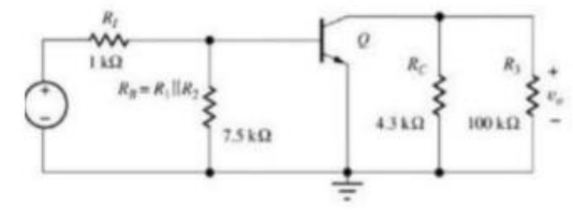 R_I
1 kΩ
R_B = R_1 || R_2
7.5 kΩ
Q
R_C
4.3 kΩ
R_3
100 kΩ
+
v_o
−
+
−